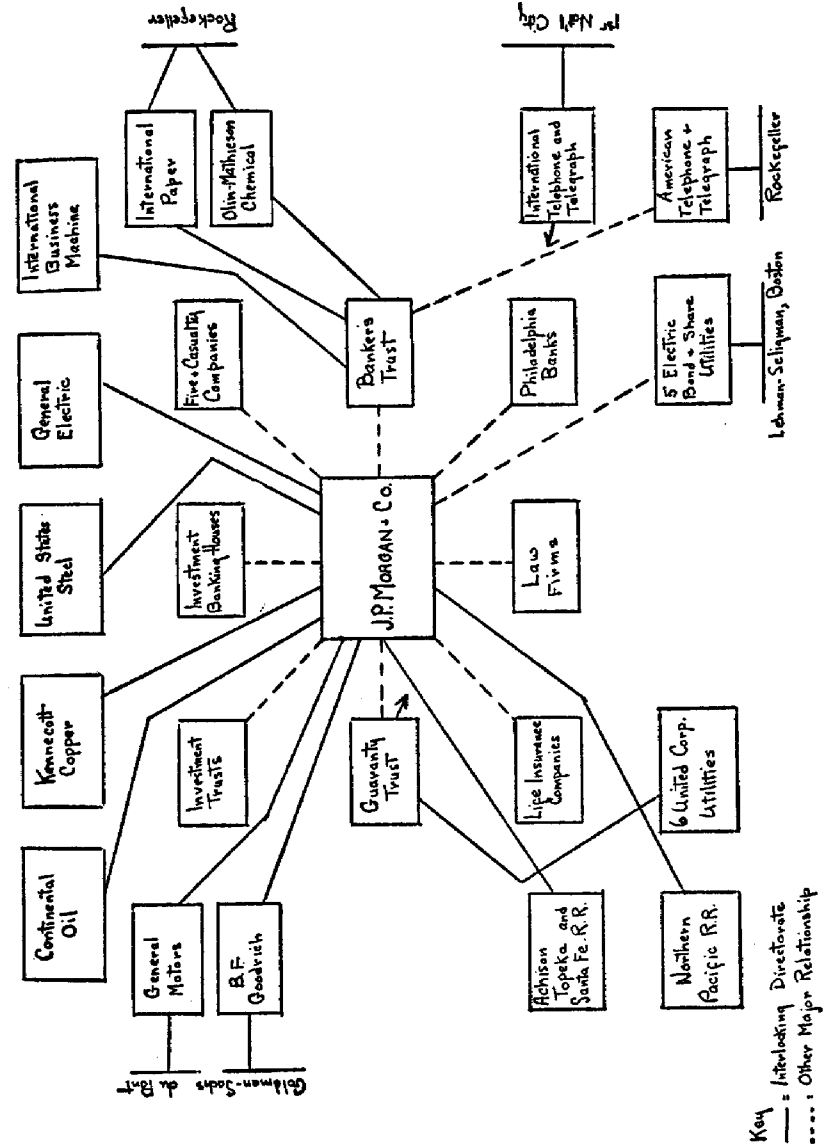 Continental
Oil
Kennecott
Copper
United States
Steel
General
Electric
International
Business
Machine
du Pont
General
Motors
Goldman-Sachs
B.F.
Goodrich
Investment
Trusts
Investment
Banking Houses
Fire + Casualty
Companies
International
Paper
Olin-Mathieson
Chemical
Rockefeller
Guaranty
Trust
J.P. MORGAN + Co.
Bankers
Trust
Achison
Topeka and
Santa Fe. R.R.
Life Insurance
Companies
Law
Firms
Philadelphia
Banks
International
Telephone and
Telegraph
1st Na'l City
Northern
Pacific R.R.
6 United Corp.
Utilities
5 Electric
Bond + Share
Utilities
Lehman-Seligman, Boston
American
Telephone +
Telegraph
Rockefeller
Key
— = Interlocking Directorate
---- : Other Major Relationship